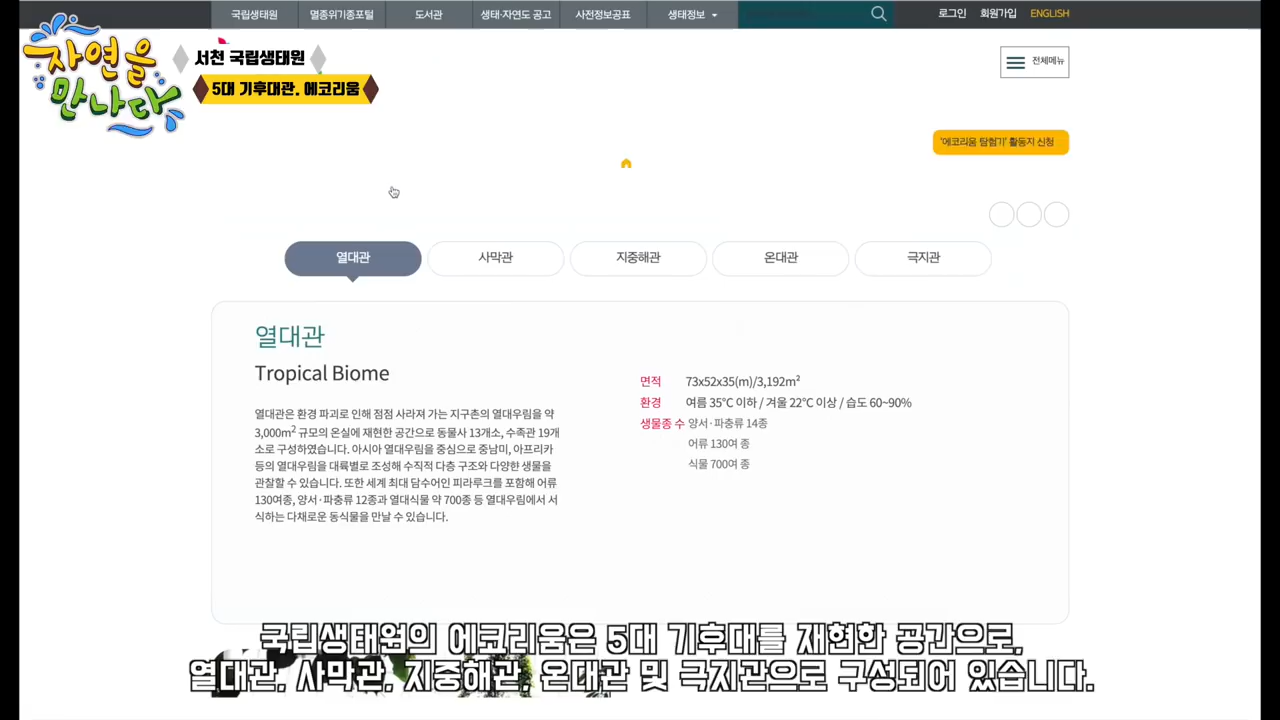 국립생태원 멸종위기종포털 도서관 생태·자연도 공고 사전정보공표 생태정보 로그인 회원가입 ENGLISH
자연을
만나다
서천 국립생태원
5대 기후대관. 에코리움
전체메뉴
'에코리움 탐험기' 활동지 신청
열대관 사막관 지중해관 온대관 극지관
열대관
Tropical Biome
열대관은 환경 파괴로 인해 점점 사라져 가는 지구촌의 열대우림을 약
3,000m² 규모의 온실에 재현한 공간으로 동물사 13개소, 수족관 19개
소로 구성하였습니다. 아시아 열대우림을 중심으로 중남미, 아프리카
등의 열대우림을 대륙별로 조성해 수직적 다층 구조와 다양한 생물을
관찰할 수 있습니다. 또한 세계 최대 담수어인 피라루크를 포함해 어류
130여종, 양서·파충류 12종과 열대식물 약 700종 등 열대우림에서 서
식하는 다채로운 동식물을 만날 수 있습니다.
면적 73x52x35(m)/3,192m²
환경 여름 35℃ 이하 / 겨울 22℃ 이상 / 습도 60~90%
생물종 수 양서·파충류 14종
어류 130여 종
식물 700여 종
국립생태원의 에코리움은 5대 기후대를 재현한 공간으로,
열대관, 사막관, 지중해관, 온대관 및 극지관으로 구성되어 있습니다.